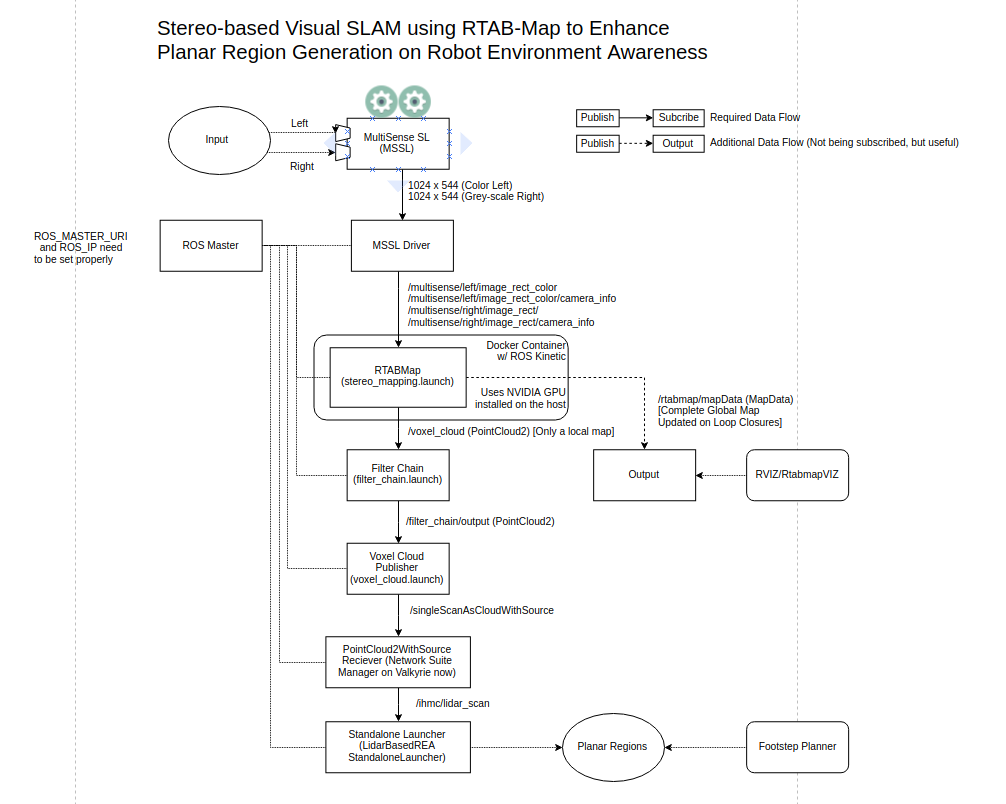 Stereo-based Visual SLAM using RTAB-Map to Enhance
Planar Region Generation on Robot Environment Awareness
Input
Left
Right
MultiSense SL
(MSSL)
Publish
Subcribe
Required Data Flow
Publish
Output
Additional Data Flow (Not being subscribed, but useful)
1024 x 544 (Color Left)
1024 x 544 (Grey-scale Right)
ROS_MASTER_URI
and ROS_IP need
to be set properly
ROS Master
MSSL Driver
/multisense/left/image_rect_color
/multisense/left/image_rect_color/camera_info
/multisense/right/image_rect/
/multisense/right/image_rect/camera_info
Docker Container
w/ ROS Kinetic
RTABMap
(stereo_mapping.launch)
Uses NVIDIA GPU
installed on the host
/rtabmap/mapData (MapData)
[Complete Global Map
Updated on Loop Closures]
/voxel_cloud (PointCloud2) [Only a local map]
Filter Chain
(filter_chain.launch)
Output
RVIZ/RtabmapVIZ
/filter_chain/output (PointCloud2)
Voxel Cloud
Publisher
(voxel_cloud.launch)
/singleScanAsCloudWithSource
PointCloud2WithSource
Reciever (Network Suite
Manager on Valkyrie now)
/ihmc/lidar_scan
Standalone Launcher
(LidarBasedREA
StandaloneLauncher)
Planar Regions
Footstep Planner